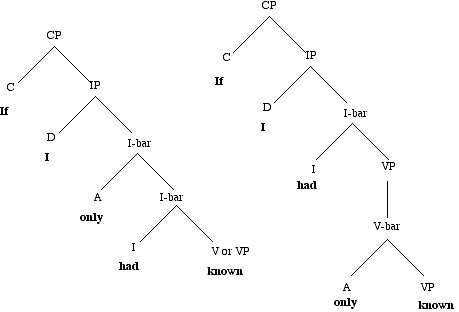 CP
C
IP
If
D
I
I-bar
A
I-bar
only
I
V or VP
had
known
CP
C
IP
If
D
I-bar
I
I
VP
had
V-bar
A
VP
only
known